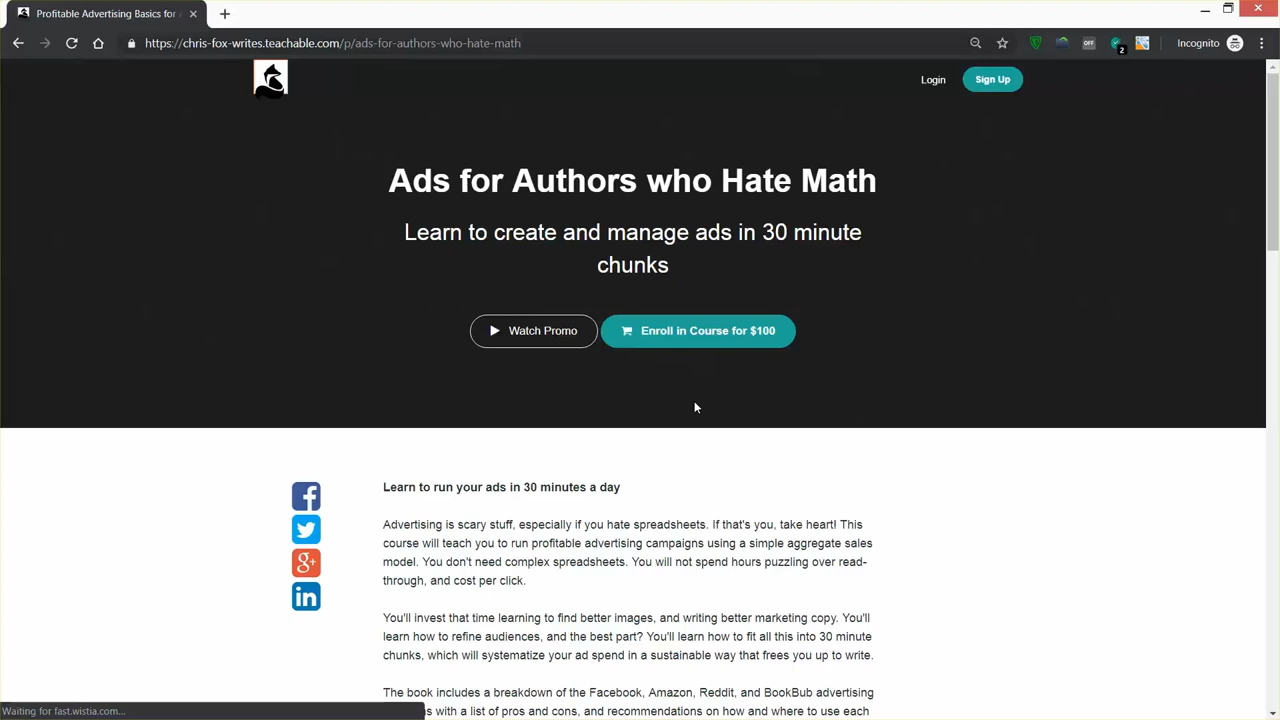 Profitable Advertising Basics for
https://chris-fox-writes.teachable.com/p/ads-for-authors-who-hate-math
OFF
2
Incognito
Login
Sign Up
Ads for Authors who Hate Math
Learn to create and manage ads in 30 minute
chunks
Watch Promo
Enroll in Course for $100
Learn to run your ads in 30 minutes a day
Advertising is scary stuff, especially if you hate spreadsheets. If that's you, take heart! This
course will teach you to run profitable advertising campaigns using a simple aggregate sales
model. You don't need complex spreadsheets. You will not spend hours puzzling over read-
through, and cost per click.
You'll invest that time learning to find better images, and writing better marketing copy. You'll
learn how to refine audiences, and the best part? You'll learn how to fit all this into 30 minute
chunks, which will systematize your ad spend in a sustainable way that frees you up to write.
The book includes a breakdown of the Facebook, Amazon, Reddit, and BookBub advertising
with a list of pros and cons, and recommendations on how and where to use each
Waiting for fast.wistia.com...